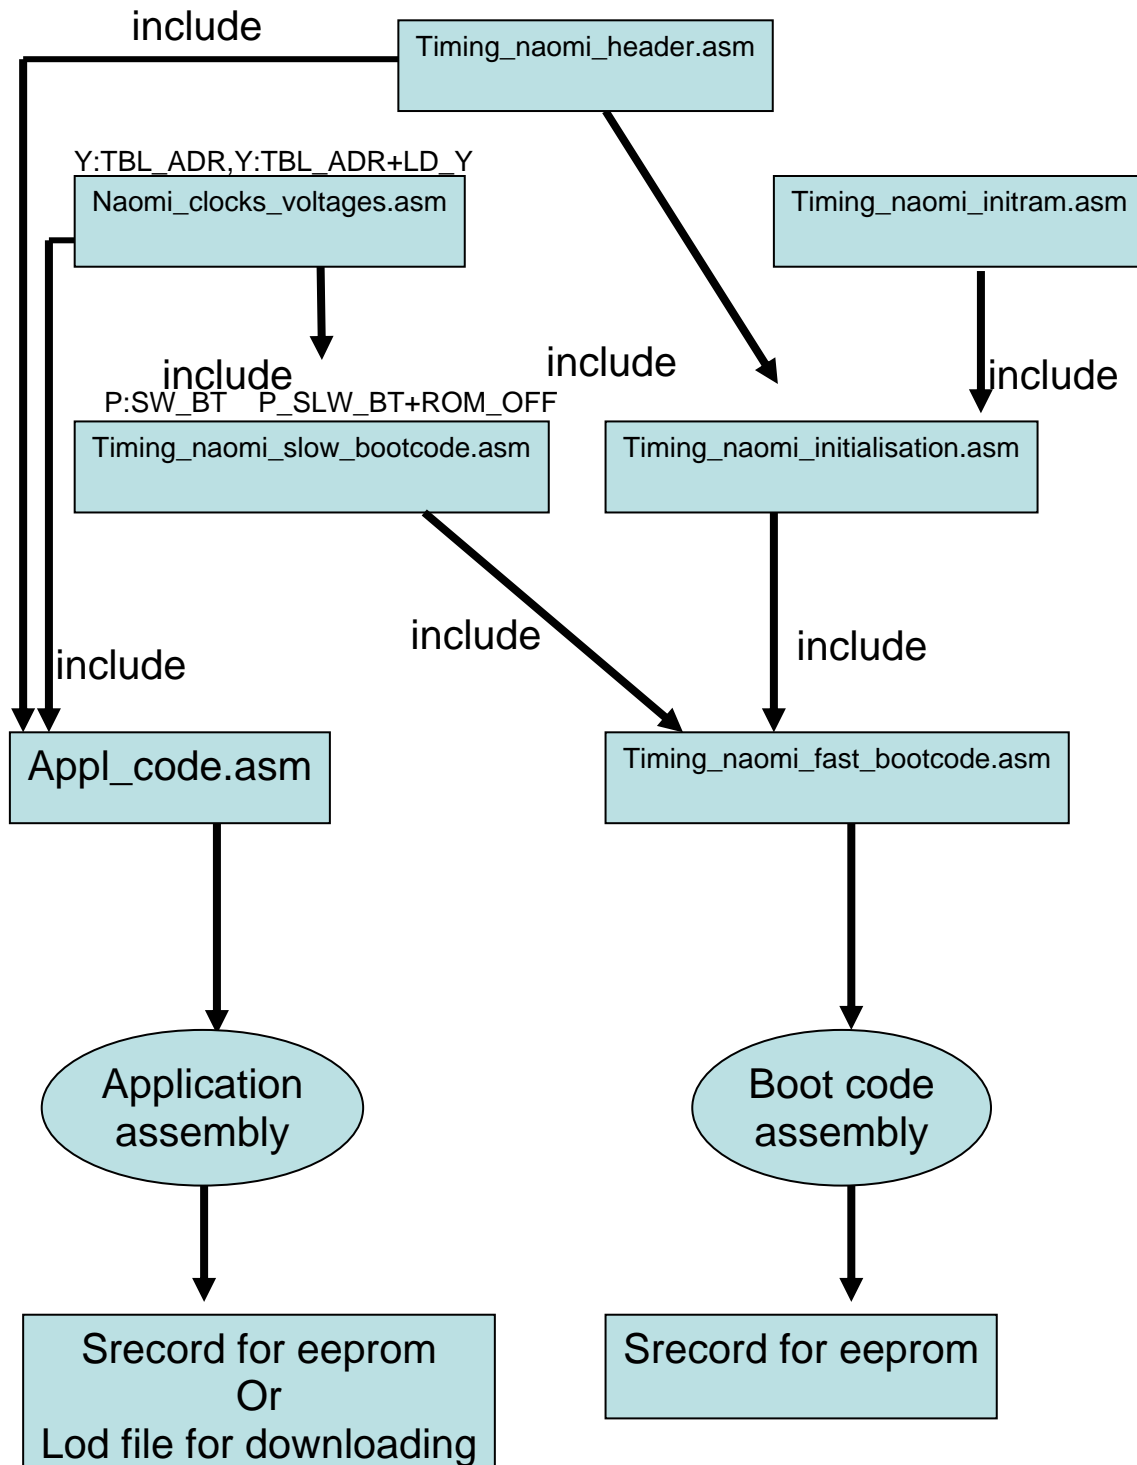 include
Timing_naomi_header.asm
Y:TBL_ADR,Y:TBL_ADR+LD_Y
Naomi_clocks_voltages.asm
Timing_naomi_initram.asm
include
include
include
P:SW_BT P_SLW_BT+ROM_OFF
Timing_naomi_slow_bootcode.asm
Timing_naomi_initialisation.asm
include
include
include
Appl_code.asm
Timing_naomi_fast_bootcode.asm
Application
assembly
Boot code
assembly
Srecord for eeprom
Or
Lod file for downloading
Srecord for eeprom